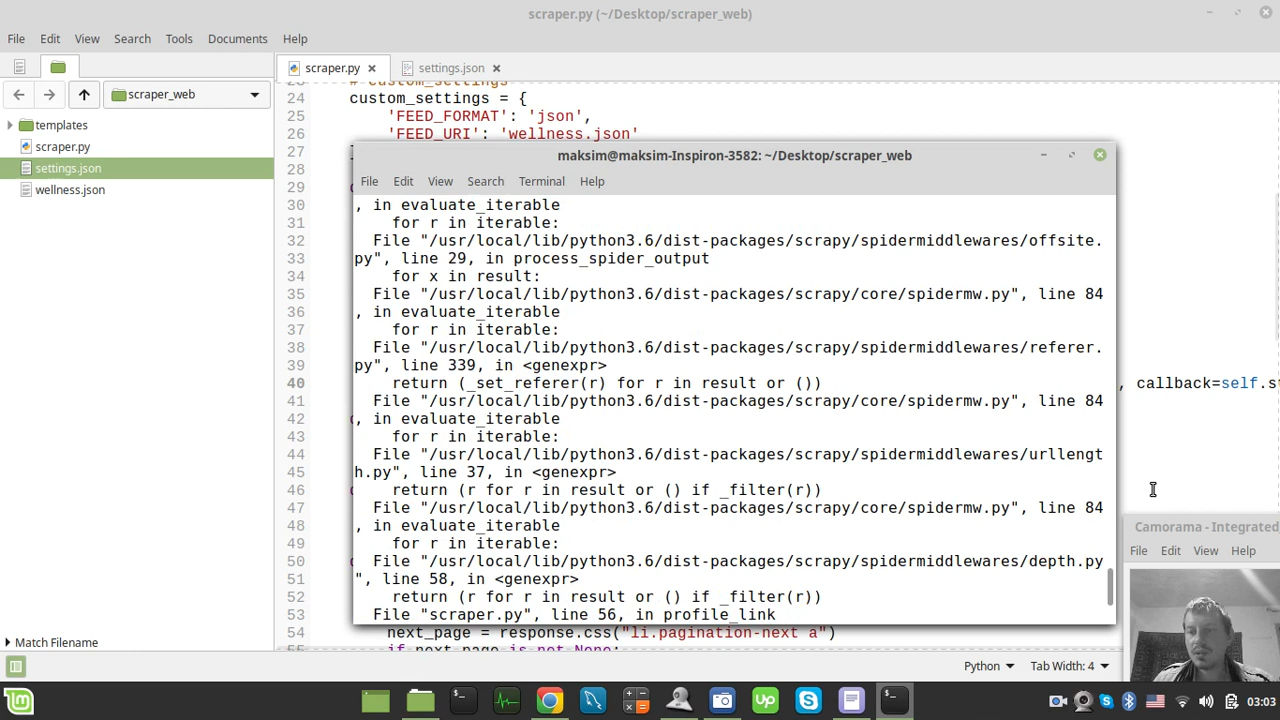 scraper.py (~/Desktop/scraper_web)
File Edit View Search Tools Documents Help
scraper.py
settings.json
scraper_web
templates
scraper.py
settings.json
wellness.json
24 custom_settings = {
25 'FEED_FORMAT': 'json',
26 'FEED_URI': 'wellness.json'
27
28
29
30
31
32
33
34
35
36
37
38
39
40 , callback=self.s
41
42
43
44
45
46
47
48
49
50
51
52
53
54 next_page = response.css("li.pagination-next a")
55 if next_page is not None:
maksim@maksim-Inspiron-3582: ~/Desktop/scraper_web
File Edit View Search Terminal Help
, in evaluate_iterable
for r in iterable:
File "/usr/local/lib/python3.6/dist-packages/scrapy/spidermiddlewares/offsite.
py", line 29, in process_spider_output
for x in result:
File "/usr/local/lib/python3.6/dist-packages/scrapy/core/spidermw.py", line 84
, in evaluate_iterable
for r in iterable:
File "/usr/local/lib/python3.6/dist-packages/scrapy/spidermiddlewares/referer.
py", line 339, in <genexpr>
return (_set_referer(r) for r in result or ())
File "/usr/local/lib/python3.6/dist-packages/scrapy/core/spidermw.py", line 84
, in evaluate_iterable
for r in iterable:
File "/usr/local/lib/python3.6/dist-packages/scrapy/spidermiddlewares/urllengt
h.py", line 37, in <genexpr>
return (r for r in result or () if _filter(r))
File "/usr/local/lib/python3.6/dist-packages/scrapy/core/spidermw.py", line 84
, in evaluate_iterable
for r in iterable:
File "/usr/local/lib/python3.6/dist-packages/scrapy/spidermiddlewares/depth.py
", line 58, in <genexpr>
return (r for r in result or () if _filter(r))
File "scraper.py", line 56, in profile_link
Camorama - Integrated
File Edit View Help
Match Filename
Python Tab Width: 4
Up
03:03